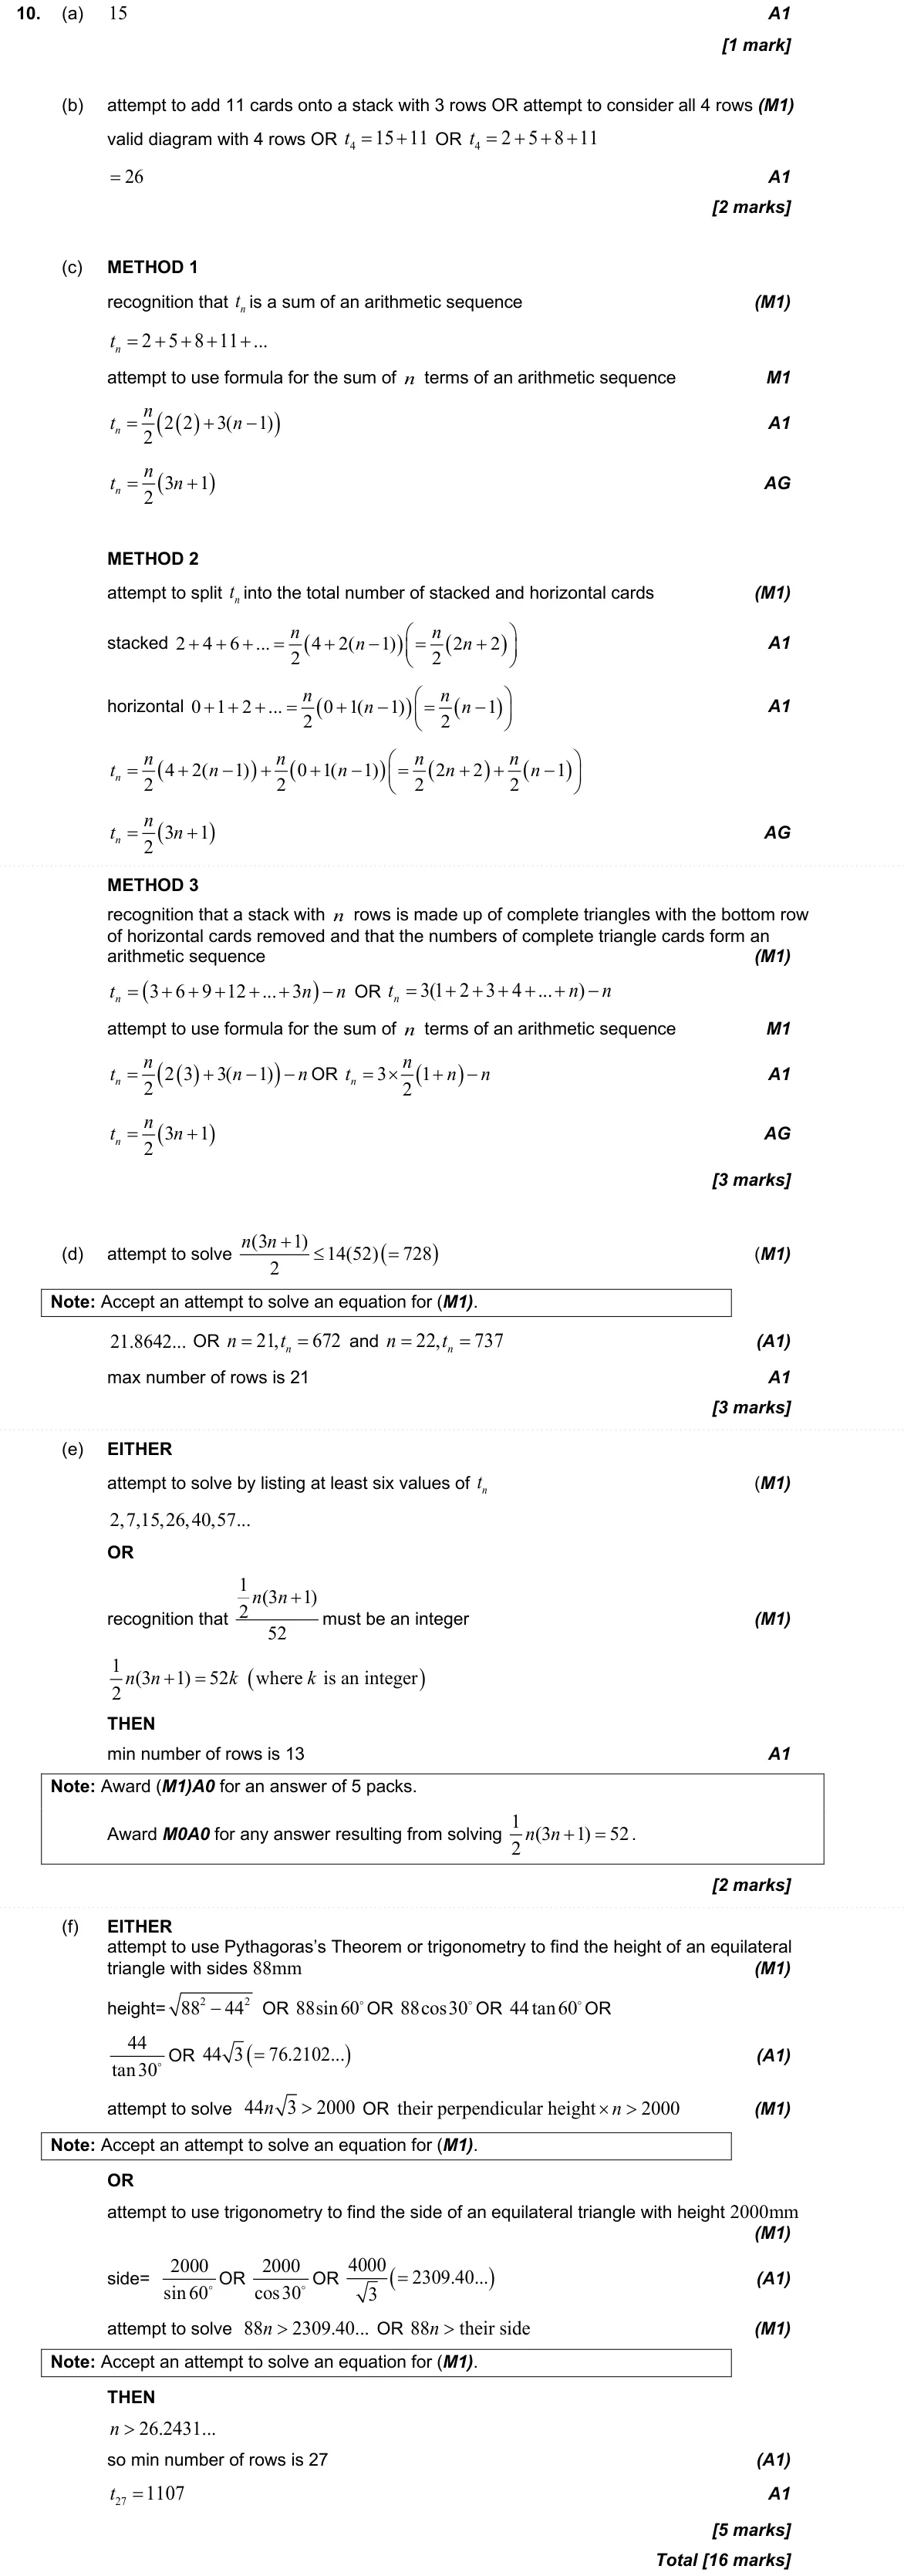 10. (a) 15 A1
[1 mark]
(b) attempt to add 11 cards onto a stack with 3 rows OR attempt to consider all 4 rows (M1)
valid diagram with 4 rows OR t₄ = 15+11 OR t₄ = 2+5+8+11
= 26 A1
[2 marks]
(c) METHOD 1
recognition that tₙ is a sum of an arithmetic sequence (M1)
tₙ = 2+5+8+11+...
attempt to use formula for the sum of n terms of an arithmetic sequence M1
tₙ = n/2 (2(2)+3(n−1)) A1
tₙ = n/2 (3n+1) AG
METHOD 2
attempt to split tₙ into the total number of stacked and horizontal cards (M1)
stacked 2+4+6+... = n/2 (4+2(n−1)) (= n/2 (2n+2)) A1
horizontal 0+1+2+... = n/2 (0+1(n−1)) (= n/2 (n−1)) A1
tₙ = n/2 (4+2(n−1)) + n/2 (0+1(n−1)) (= n/2 (2n+2) + n/2 (n−1))
tₙ = n/2 (3n+1) AG
METHOD 3
recognition that a stack with n rows is made up of complete triangles with the bottom row
of horizontal cards removed and that the numbers of complete triangle cards form an
arithmetic sequence (M1)
tₙ = (3+6+9+12+...+3n)−n OR tₙ = 3(1+2+3+4+...+n)−n
attempt to use formula for the sum of n terms of an arithmetic sequence M1
tₙ = n/2 (2(3)+3(n−1))−n OR tₙ = 3× n/2 (1+n)−n A1
tₙ = n/2 (3n+1) AG
[3 marks]
(d) attempt to solve n(3n+1)/2 ≤ 14(52)(= 728) (M1)
Note: Accept an attempt to solve an equation for (M1).
21.8642... OR n = 21, tₙ = 672 and n = 22, tₙ = 737 (A1)
max number of rows is 21 A1
[3 marks]
(e) EITHER
attempt to solve by listing at least six values of tₙ (M1)
2,7,15,26,40,57...
OR
recognition that 1/2 n(3n+1) / 52 must be an integer (M1)
1/2 n(3n+1) = 52k (where k is an integer)
THEN
min number of rows is 13 A1
Note: Award (M1)A0 for an answer of 5 packs.
Award M0A0 for any answer resulting from solving 1/2 n(3n+1) = 52.
[2 marks]
(f) EITHER
attempt to use Pythagoras's Theorem or trigonometry to find the height of an equilateral
triangle with sides 88mm (M1)
height= √(88² − 44²) OR 88sin60° OR 88cos30° OR 44tan60° OR
44/tan30° OR 44√3 (= 76.2102...) (A1)
attempt to solve 44n√3 > 2000 OR their perpendicular height × n > 2000 (M1)
Note: Accept an attempt to solve an equation for (M1).
OR
attempt to use trigonometry to find the side of an equilateral triangle with height 2000mm
(M1)
side= 2000/sin60° OR 2000/cos30° OR 4000/√3 (= 2309.40...) (A1)
attempt to solve 88n > 2309.40... OR 88n > their side (M1)
Note: Accept an attempt to solve an equation for (M1).
THEN
n > 26.2431...
so min number of rows is 27 (A1)
t₂₇ = 1107 A1
[5 marks]
Total [16 marks]